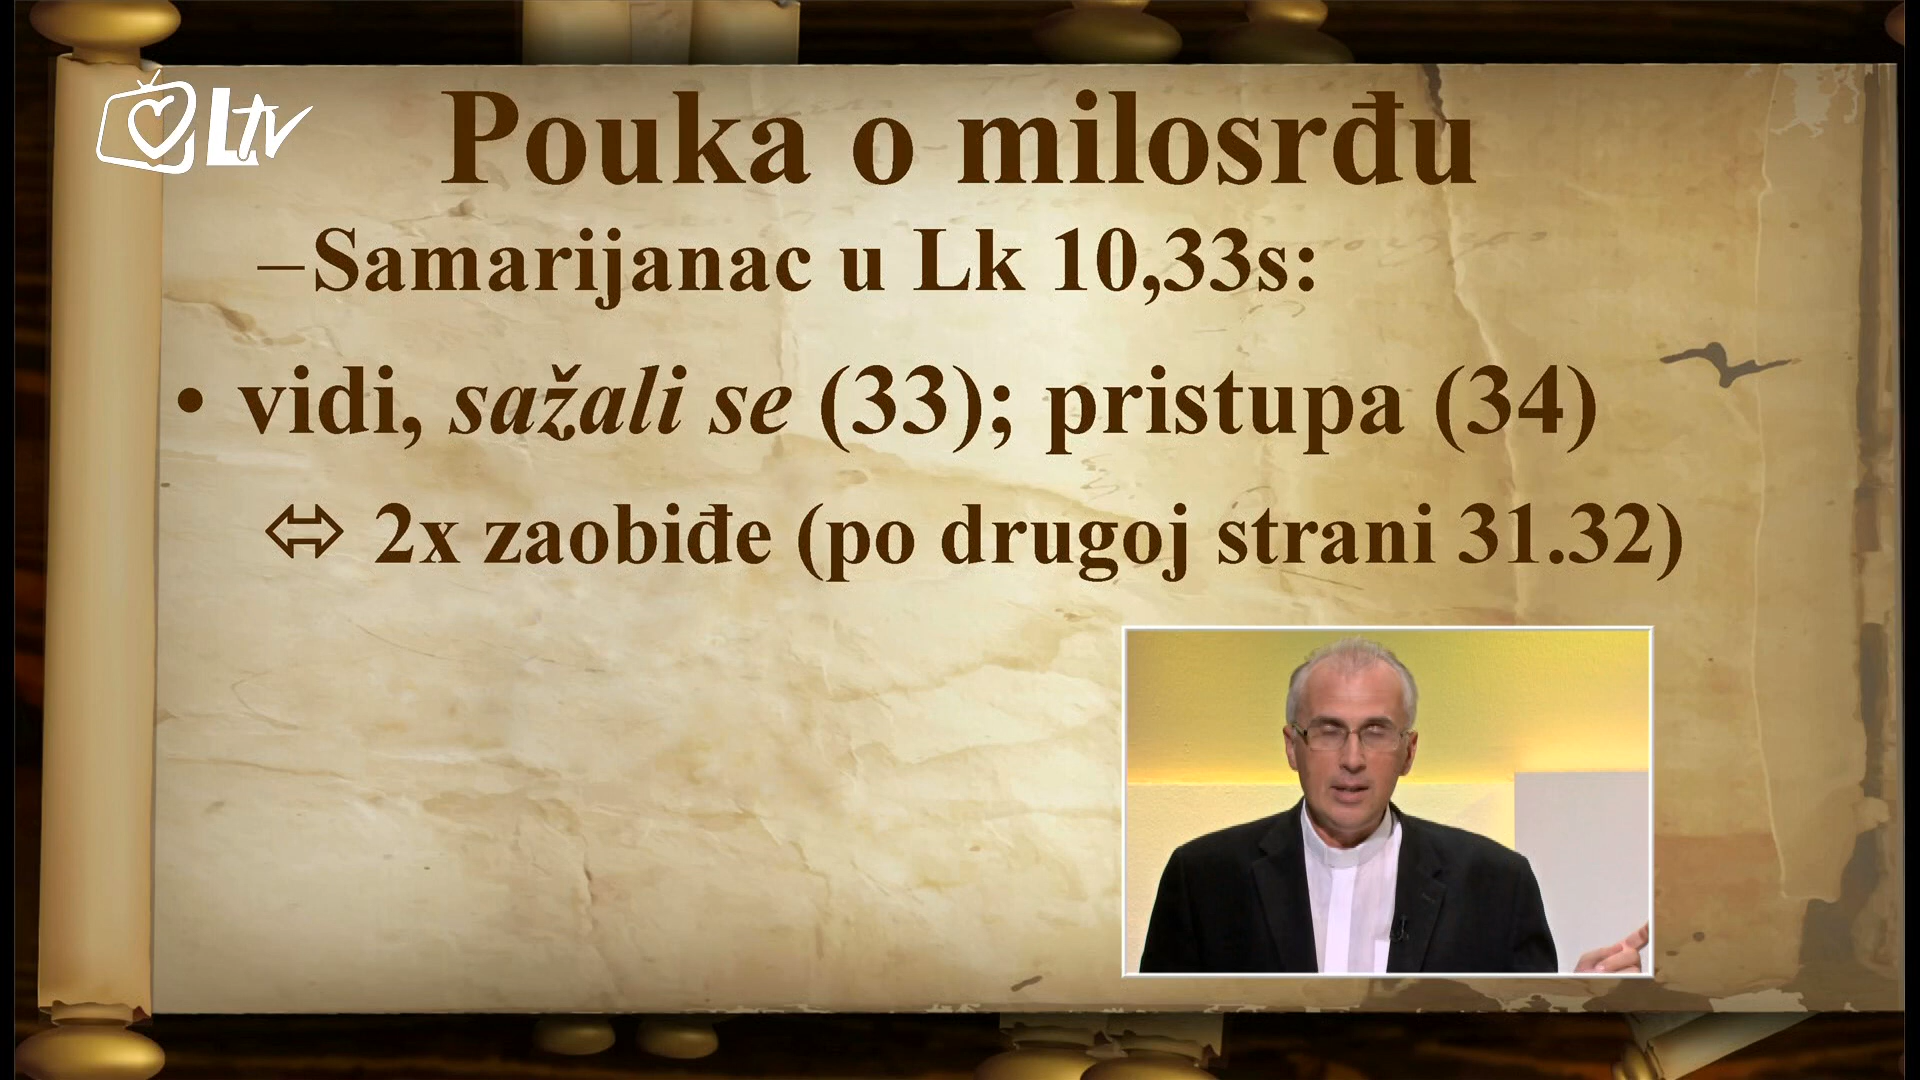 Ltv
Pouka o milosrđu
–Samarijanac u Lk 10,33s:
• vidi, sažali se (33); pristupa (34)
⬄ 2x zaobiđe (po drugoj strani 31.32)